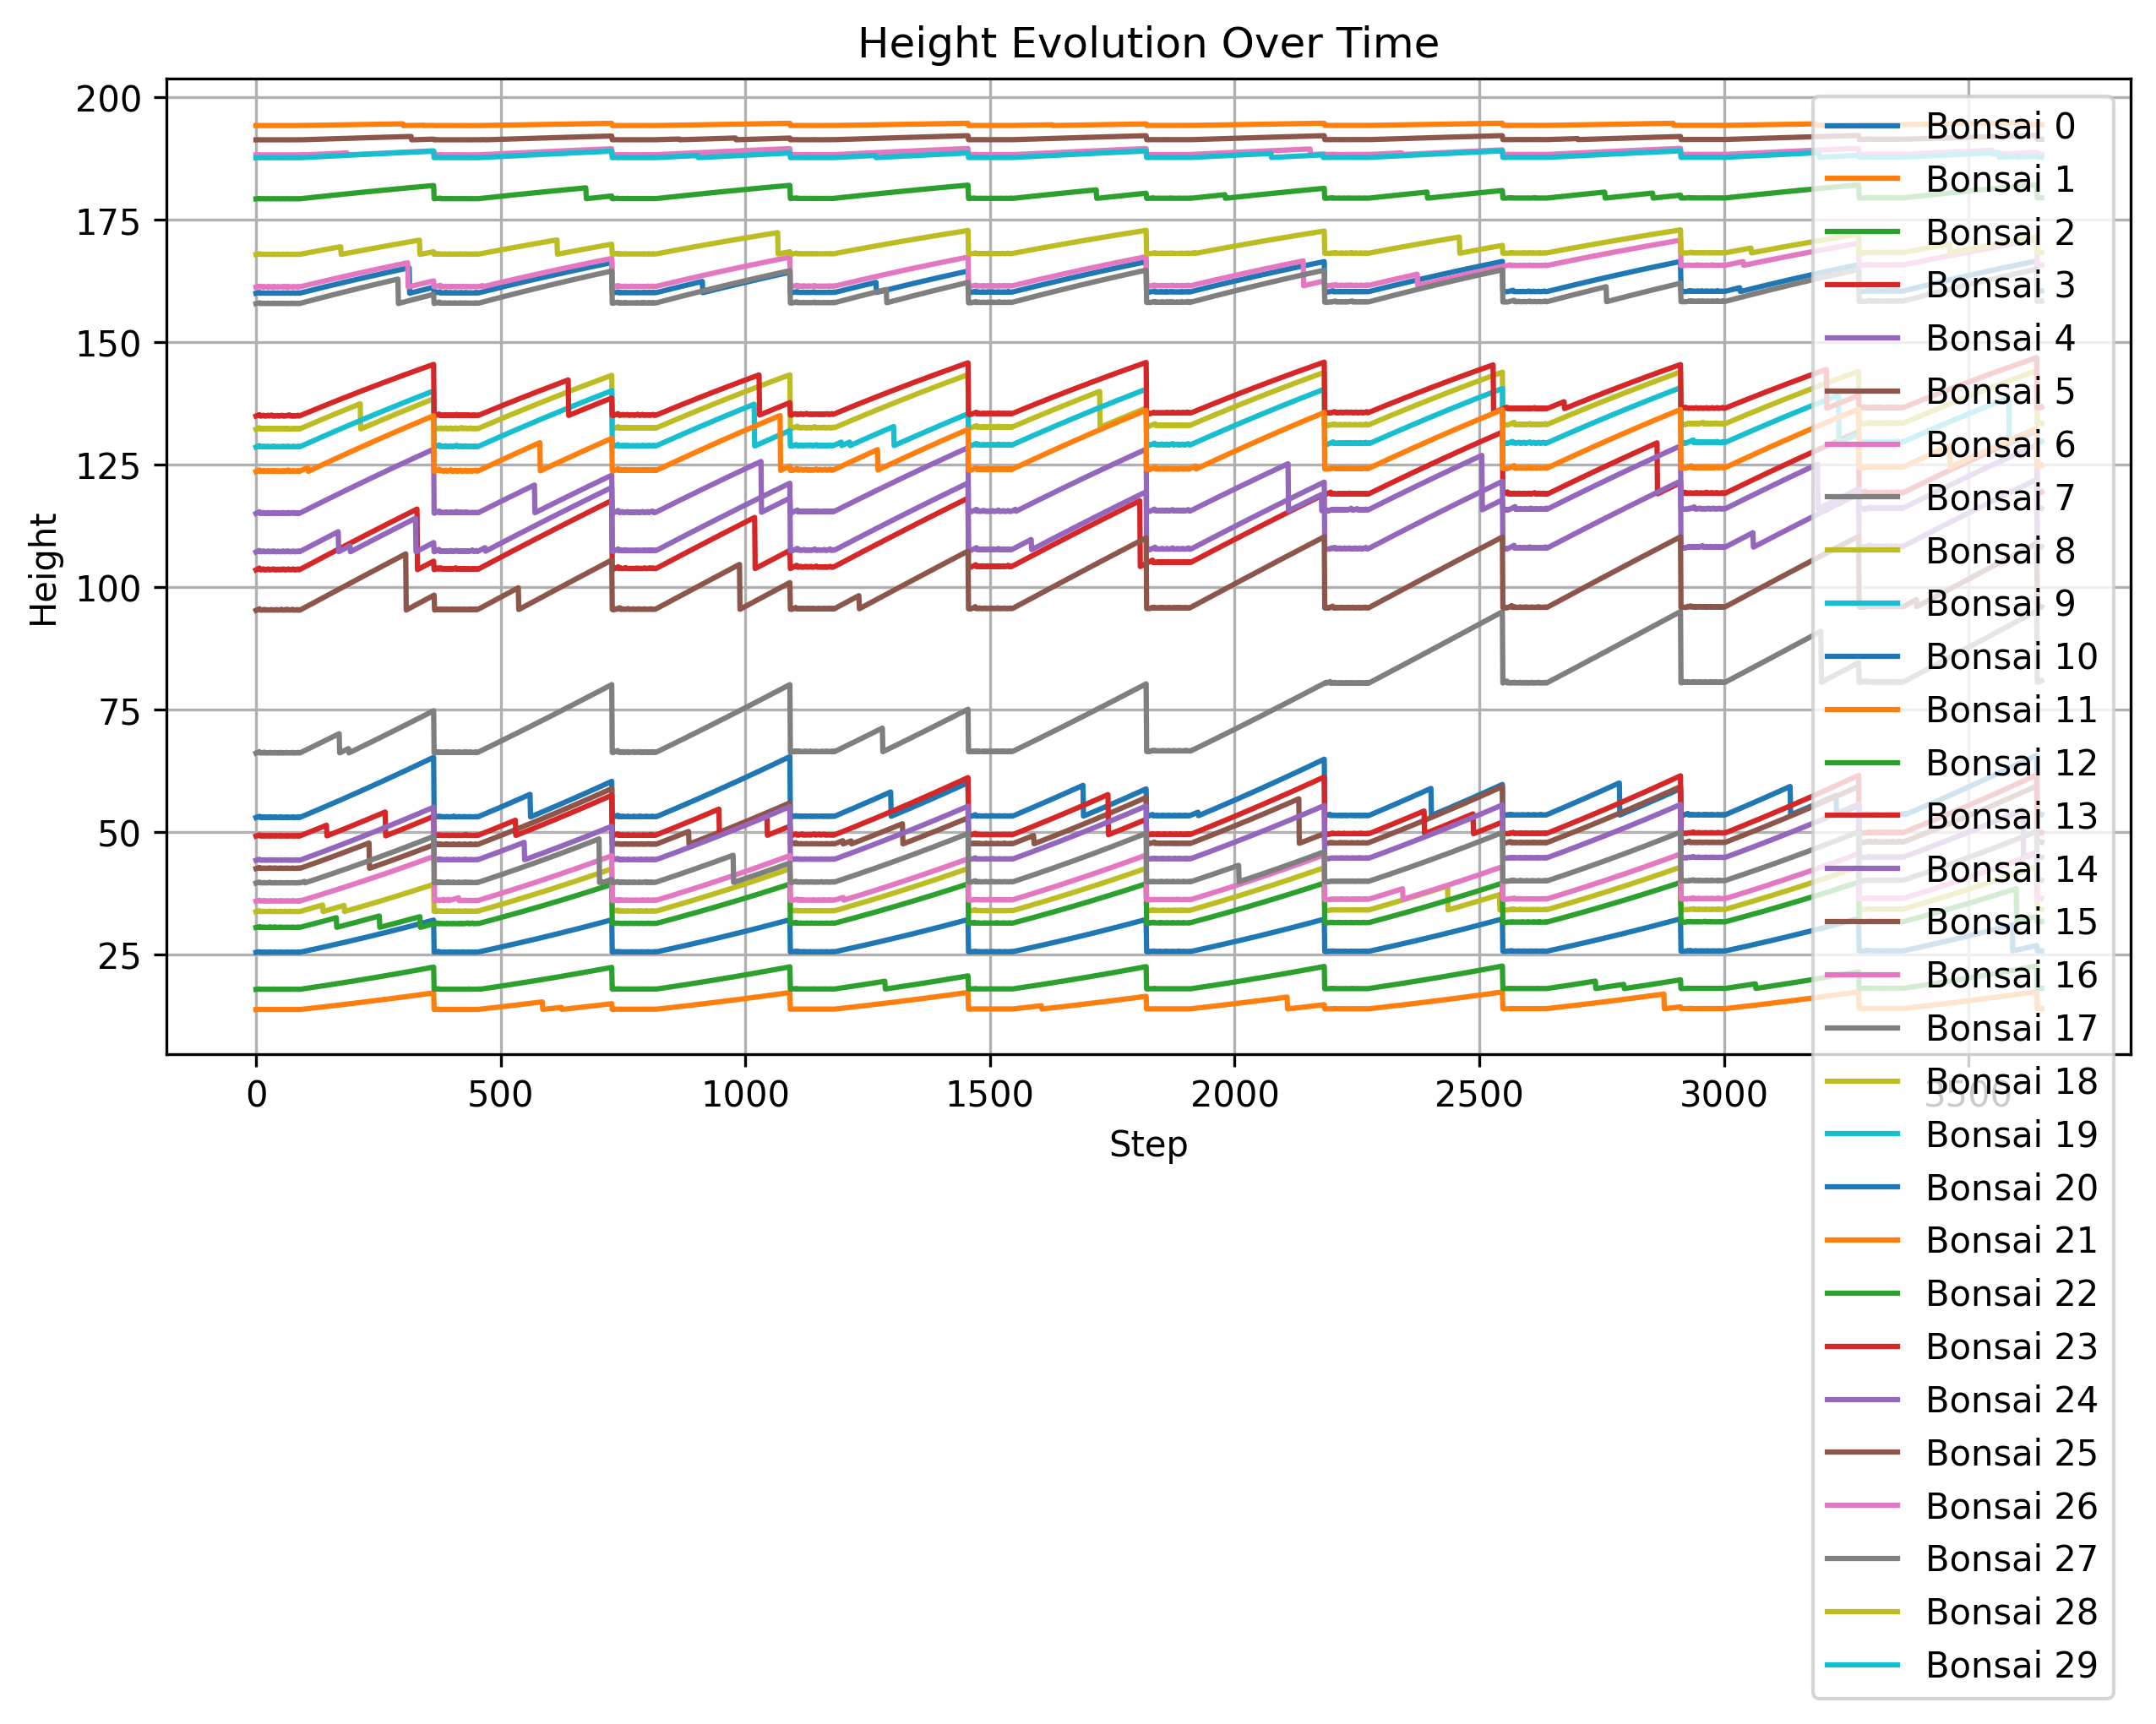 Height Evolution Over Time
Height
200
175
150
125
100
75
50
25
0
500
1000
1500
2000
2500
3000
3500
Step
Bonsai 0
Bonsai 1
Bonsai 2
Bonsai 3
Bonsai 4
Bonsai 5
Bonsai 6
Bonsai 7
Bonsai 8
Bonsai 9
Bonsai 10
Bonsai 11
Bonsai 12
Bonsai 13
Bonsai 14
Bonsai 15
Bonsai 16
Bonsai 17
Bonsai 18
Bonsai 19
Bonsai 20
Bonsai 21
Bonsai 22
Bonsai 23
Bonsai 24
Bonsai 25
Bonsai 26
Bonsai 27
Bonsai 28
Bonsai 29